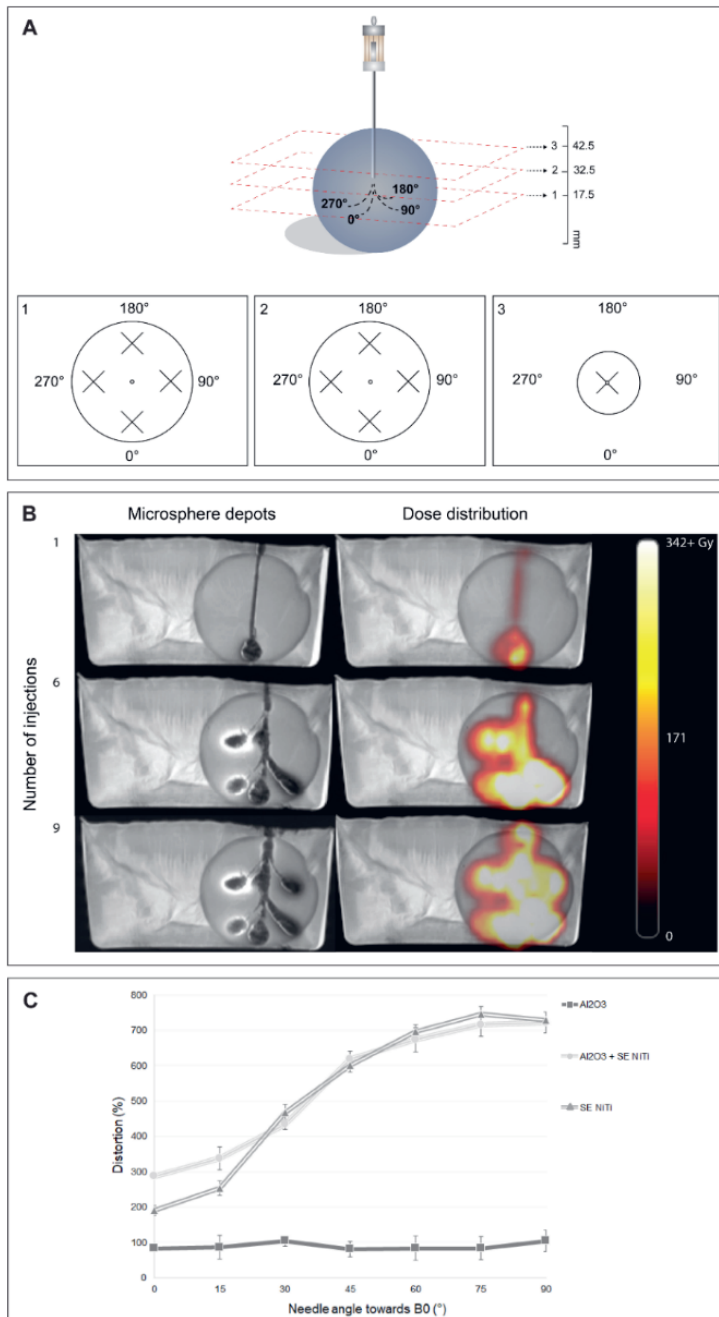 A
3 42.5
2 32.5
1 17.5
mm
180°
270°
90°
0°
1
180°
270°
90°
0°
2
180°
270°
90°
0°
3
180°
270°
90°
0°
B
Microsphere depots
Dose distribution
Number of injections
1
6
9
342+ Gy
171
0
C
Distortion (%)
800
700
600
500
400
300
200
100
0
0 15 30 45 60 75 90
Needle angle towards B0 (°)
Al2O3
Al2O3 + SE NiTi
SE NiTi